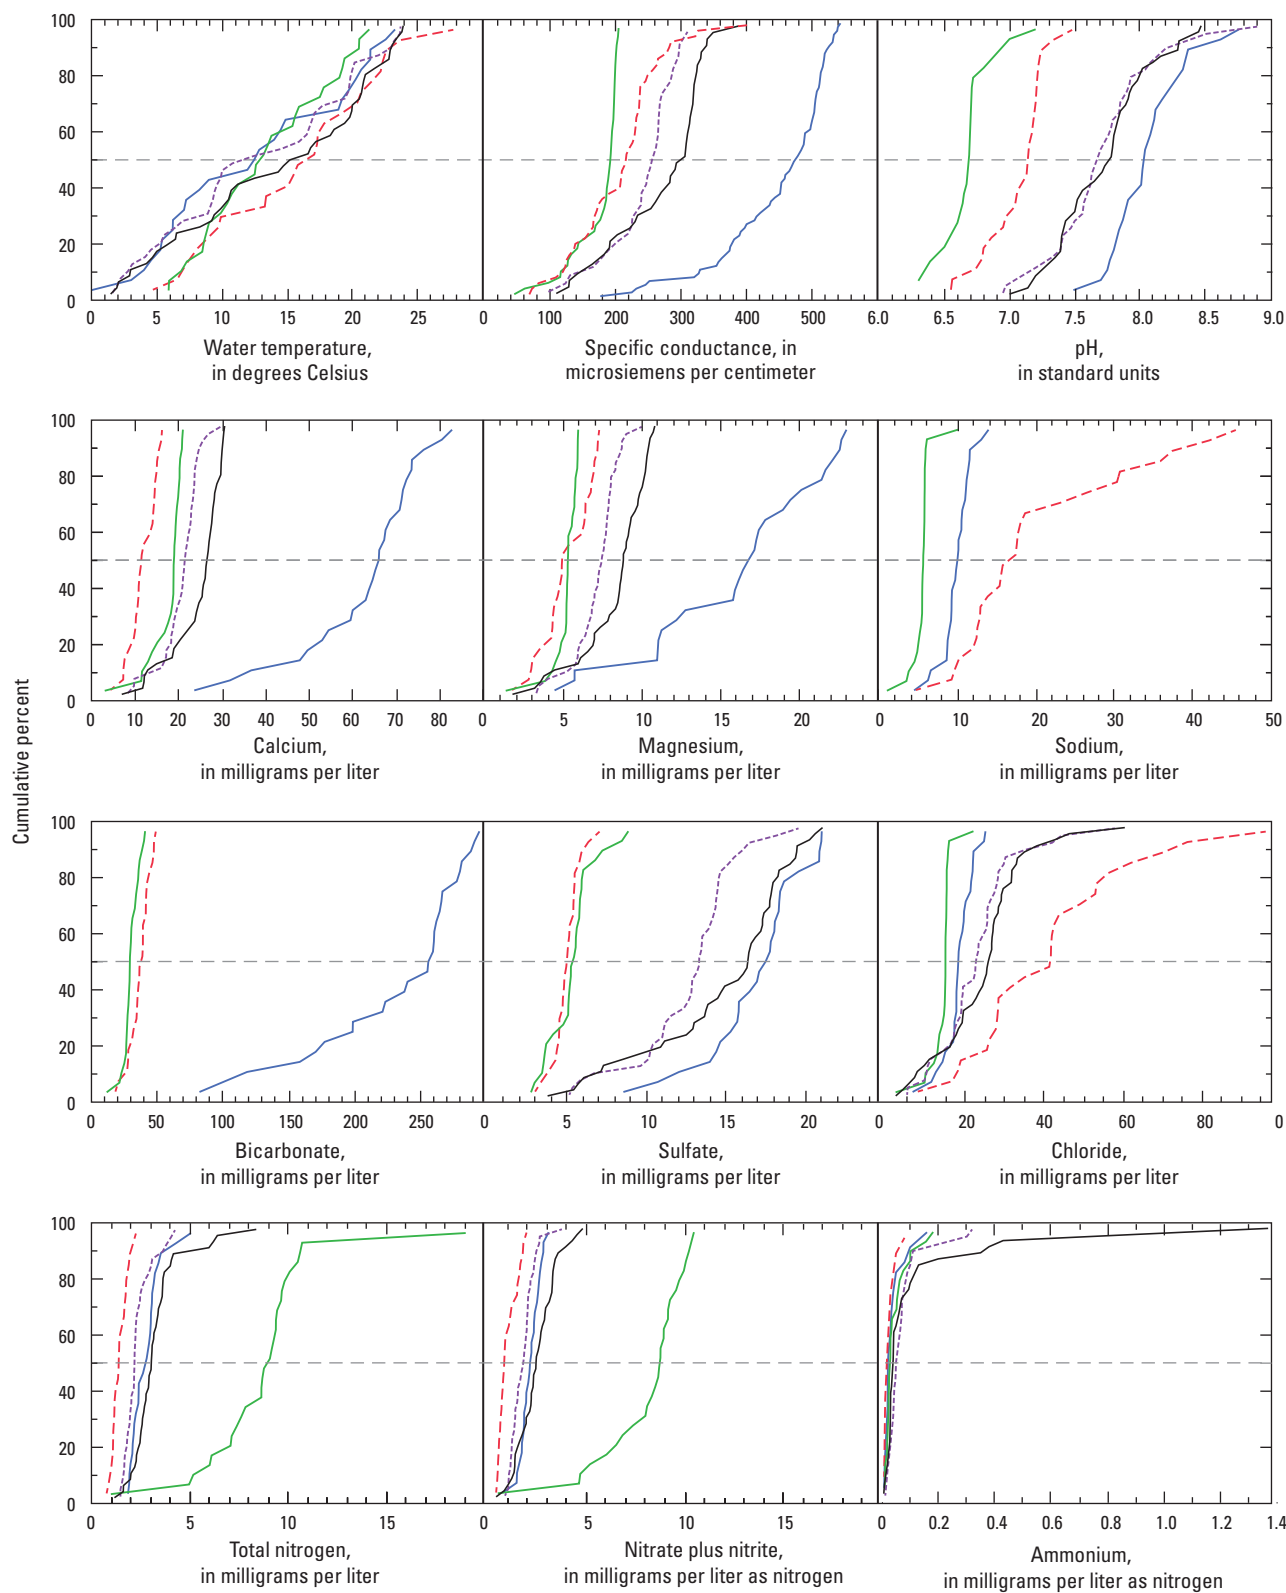 100
80
60
40
20
0
0 5 10 15 20 25
Water temperature,
in degrees Celsius
0 100 200 300 400 500
Specific conductance, in
microsiemens per centimeter
6.0 6.5 7.0 7.5 8.0 8.5 9.0
pH,
in standard units
100
80
60
40
20
0
0 10 20 30 40 50 60 70 80
Calcium,
in milligrams per liter
0 5 10 15 20
Magnesium,
in milligrams per liter
0 10 20 30 40 50
Sodium,
in milligrams per liter
Cumulative percent
100
80
60
40
20
0
0 50 100 150 200 250
Bicarbonate,
in milligrams per liter
0 5 10 15 20
Sulfate,
in milligrams per liter
0 20 40 60 80 0
Chloride,
in milligrams per liter
100
80
60
40
20
0
0 5 10 15
Total nitrogen,
in milligrams per liter
0 5 10 15
Nitrate plus nitrite,
in milligrams per liter as nitrogen
0 0.2 0.4 0.6 0.8 1.0 1.2 1.4
Ammonium,
in milligrams per liter as nitrogen